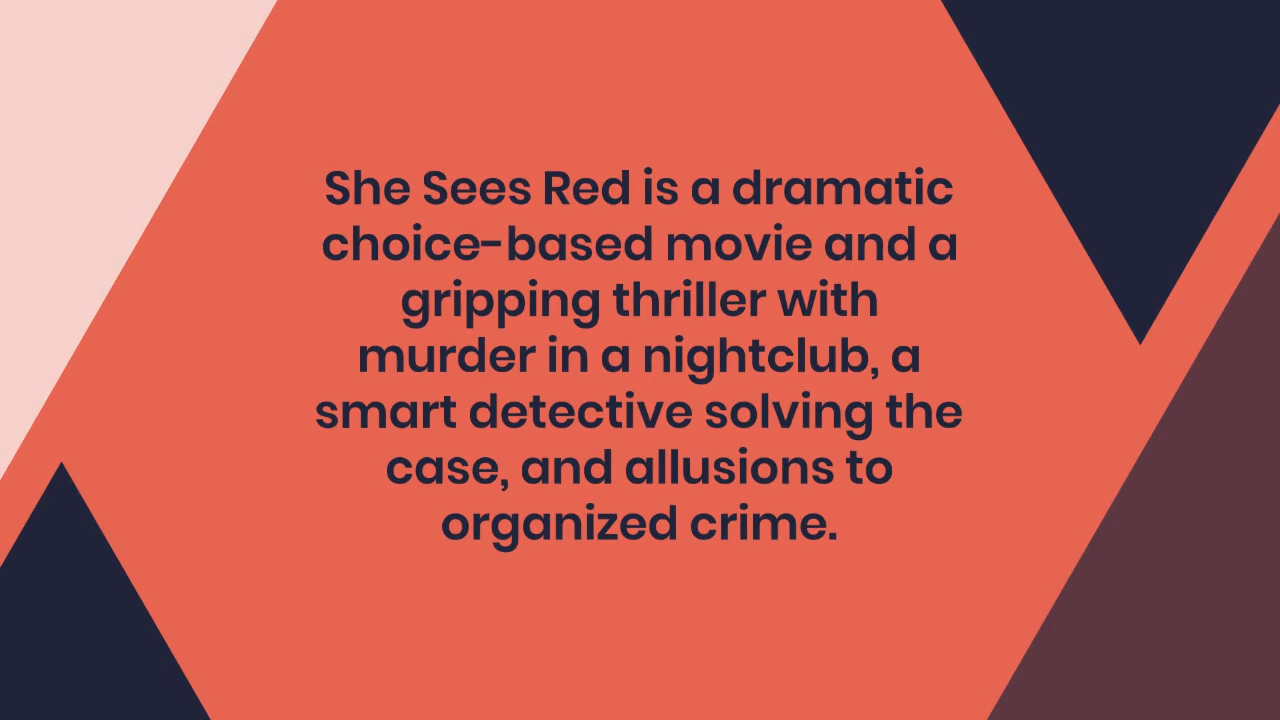 She Sees Red is a dramatic
choice-based movie and a
gripping thriller with
murder in a nightclub, a
smart detective solving the
case, and allusions to
organized crime.